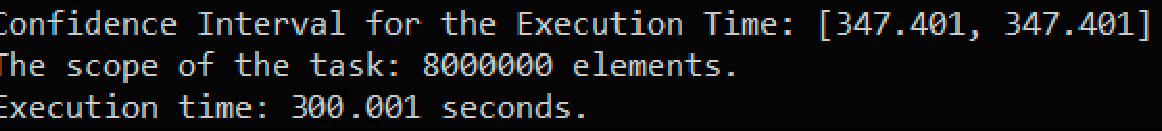 Confidence Interval for the Execution Time: [347.401, 347.401]
The scope of the task: 8000000 elements.
Execution time: 300.001 seconds.